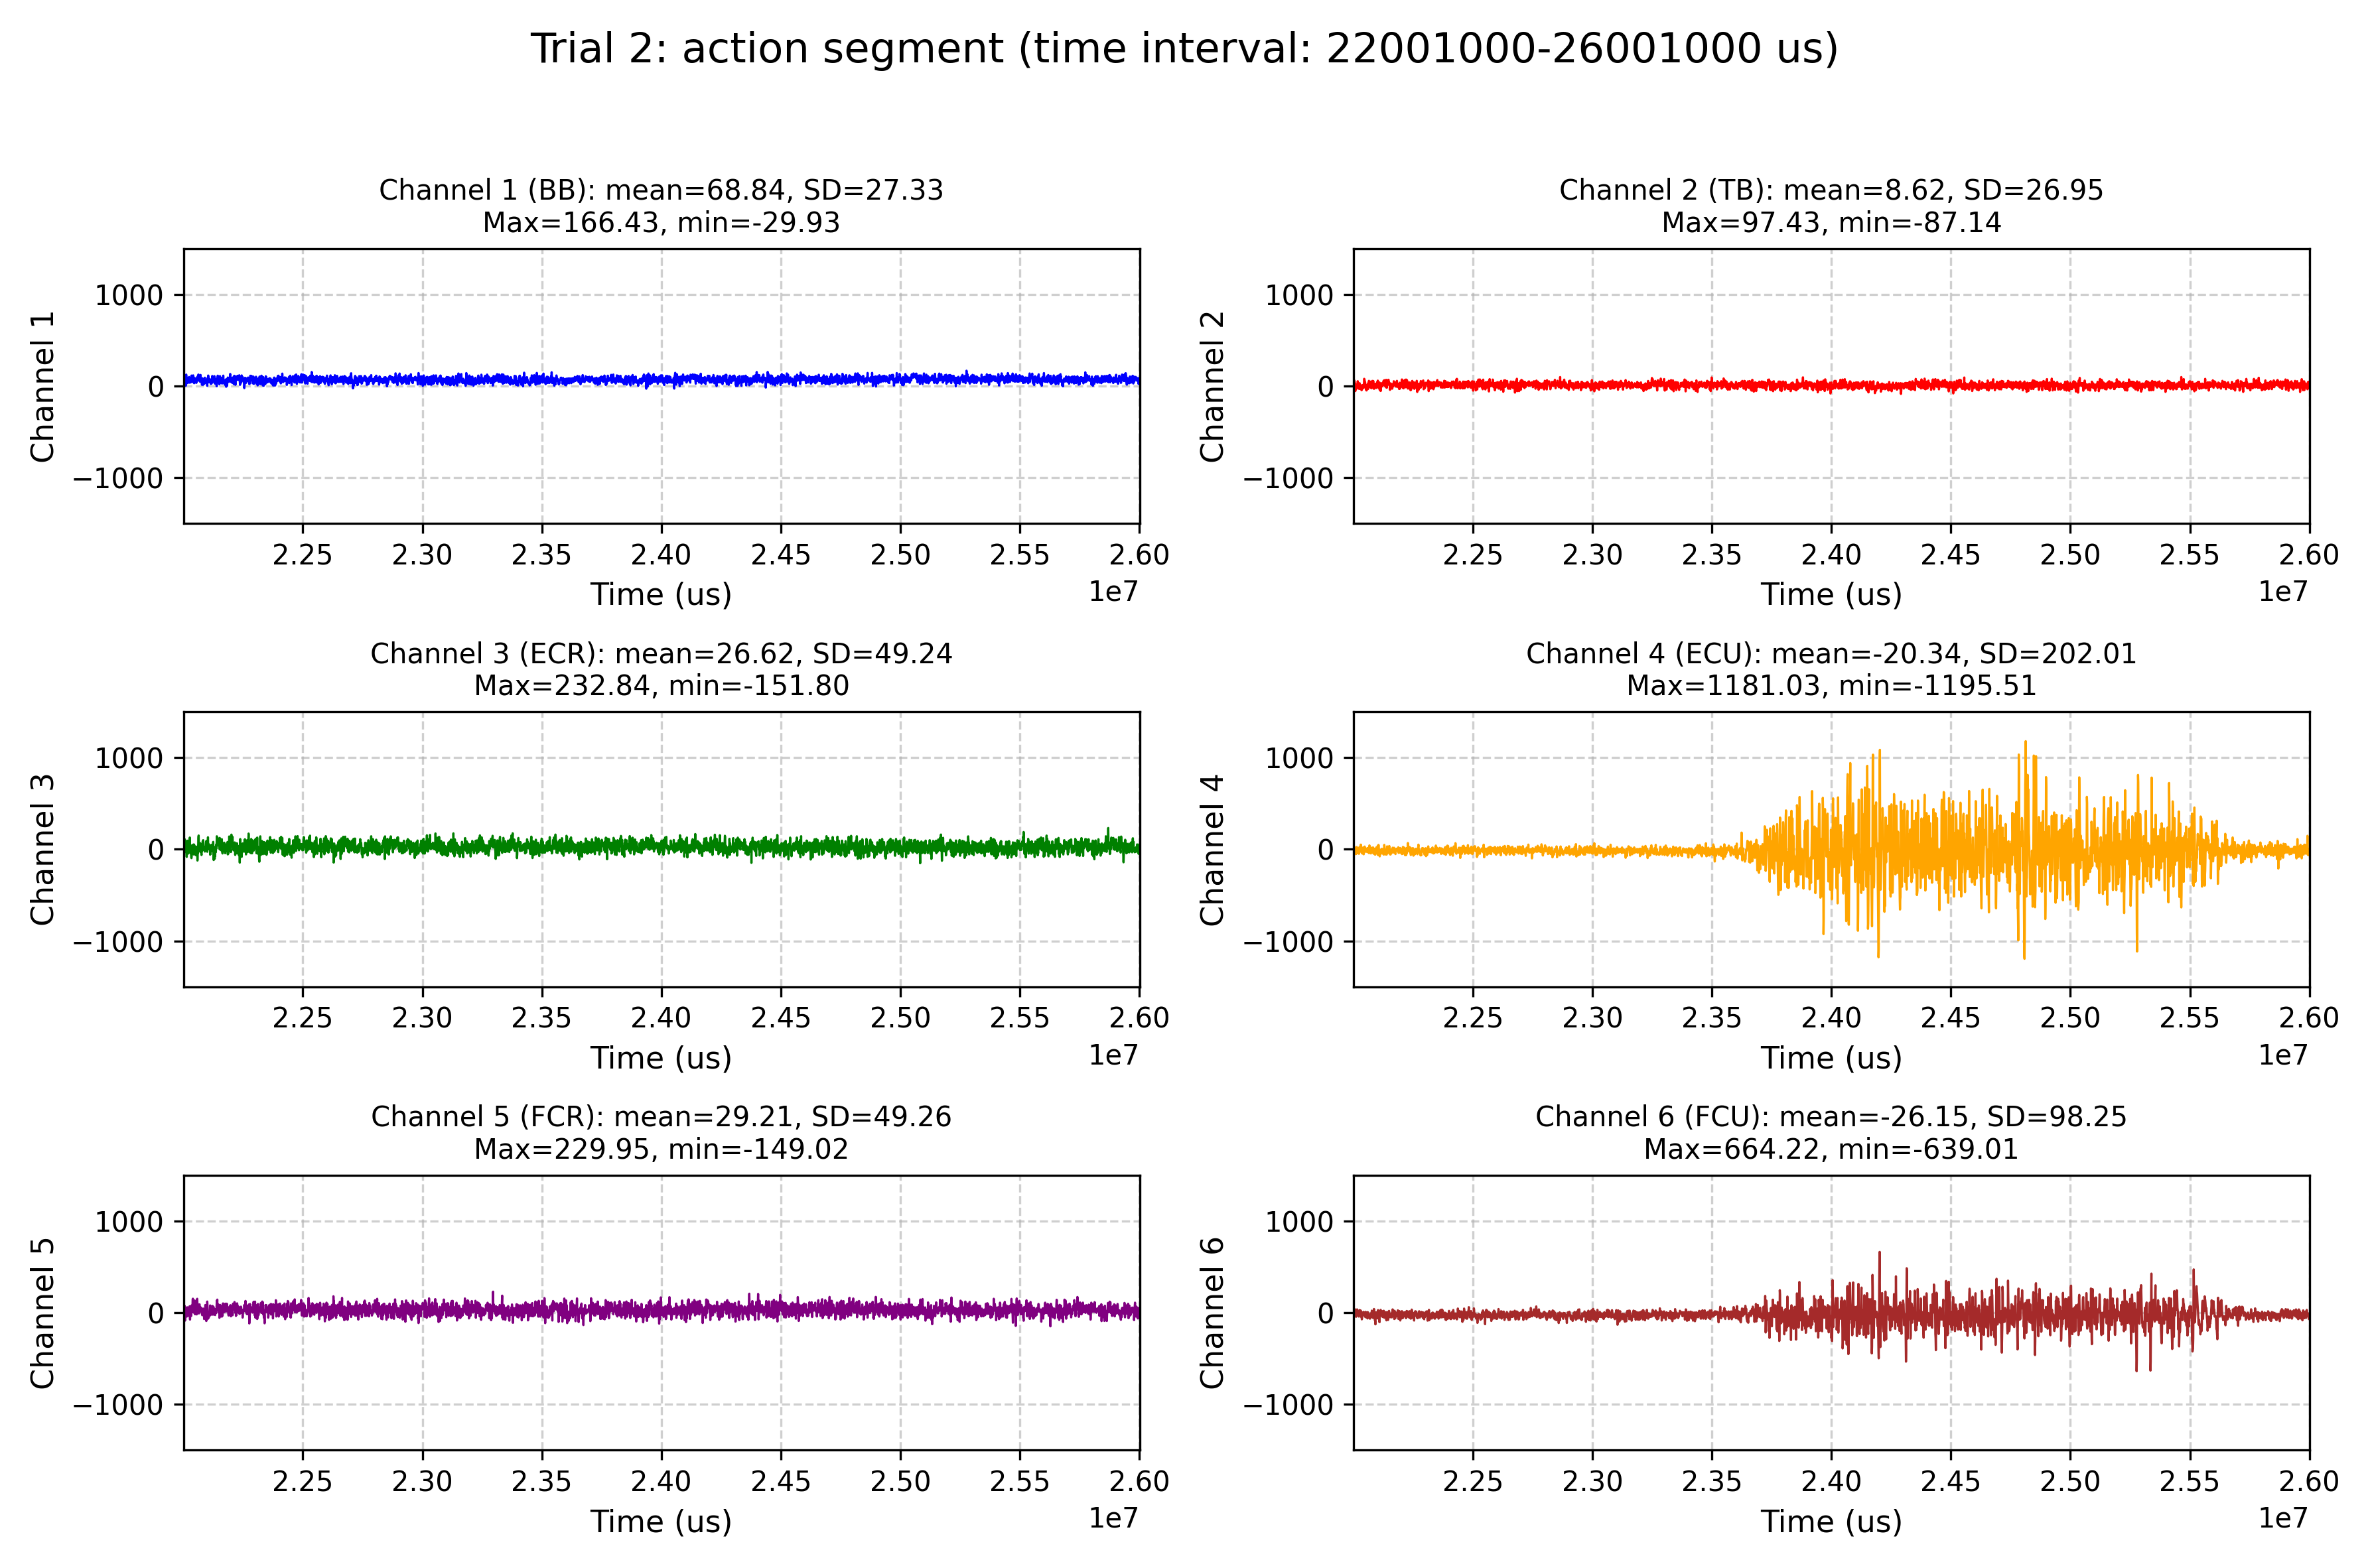 Trial 2: action segment (time interval: 22001000-26001000 us)
Channel 1 (BB): mean=68.84, SD=27.33
Max=166.43, min=-29.93
Channel 1
1000
0
−1000
2.25 2.30 2.35 2.40 2.45 2.50 2.55 2.60
Time (us)
1e7
Channel 2 (TB): mean=8.62, SD=26.95
Max=97.43, min=-87.14
Channel 2
1000
0
−1000
2.25 2.30 2.35 2.40 2.45 2.50 2.55 2.60
Time (us)
1e7
Channel 3 (ECR): mean=26.62, SD=49.24
Max=232.84, min=-151.80
Channel 3
1000
0
−1000
2.25 2.30 2.35 2.40 2.45 2.50 2.55 2.60
Time (us)
1e7
Channel 4 (ECU): mean=-20.34, SD=202.01
Max=1181.03, min=-1195.51
Channel 4
1000
0
−1000
2.25 2.30 2.35 2.40 2.45 2.50 2.55 2.60
Time (us)
1e7
Channel 5 (FCR): mean=29.21, SD=49.26
Max=229.95, min=-149.02
Channel 5
1000
0
−1000
2.25 2.30 2.35 2.40 2.45 2.50 2.55 2.60
Time (us)
1e7
Channel 6 (FCU): mean=-26.15, SD=98.25
Max=664.22, min=-639.01
Channel 6
1000
0
−1000
2.25 2.30 2.35 2.40 2.45 2.50 2.55 2.60
Time (us)
1e7